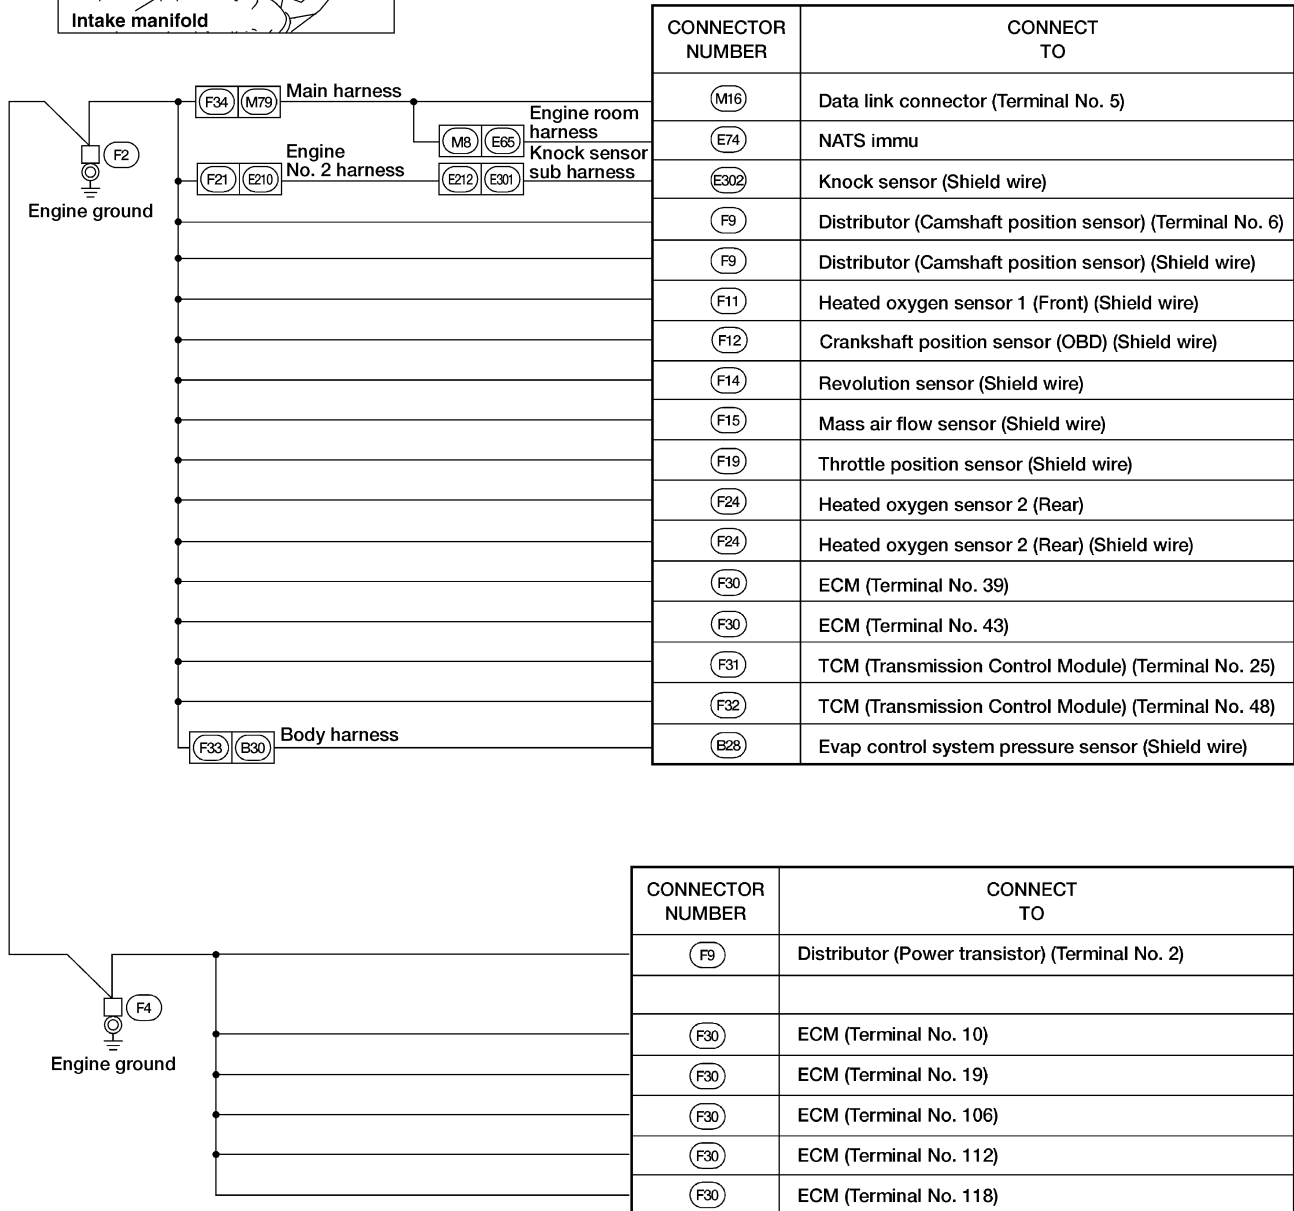 Intake manifold
CONNECTOR NUMBER
CONNECT TO
F34 M79 Main harness
M16 Data link connector (Terminal No. 5)
F2
Engine ground
M8 E65 Engine room harness
E74 NATS immu
F21 E210 Engine No. 2 harness
E212 E301 Knock sensor sub harness
E302 Knock sensor (Shield wire)
F9 Distributor (Camshaft position sensor) (Terminal No. 6)
F9 Distributor (Camshaft position sensor) (Shield wire)
F11 Heated oxygen sensor 1 (Front) (Shield wire)
F12 Crankshaft position sensor (OBD) (Shield wire)
F14 Revolution sensor (Shield wire)
F15 Mass air flow sensor (Shield wire)
F19 Throttle position sensor (Shield wire)
F24 Heated oxygen sensor 2 (Rear)
F24 Heated oxygen sensor 2 (Rear) (Shield wire)
F30 ECM (Terminal No. 39)
F30 ECM (Terminal No. 43)
F31 TCM (Transmission Control Module) (Terminal No. 25)
F32 TCM (Transmission Control Module) (Terminal No. 48)
F33 B30 Body harness
B28 Evap control system pressure sensor (Shield wire)
CONNECTOR NUMBER
CONNECT TO
F9 Distributor (Power transistor) (Terminal No. 2)
F4
Engine ground
F30 ECM (Terminal No. 10)
F30 ECM (Terminal No. 19)
F30 ECM (Terminal No. 106)
F30 ECM (Terminal No. 112)
F30 ECM (Terminal No. 118)